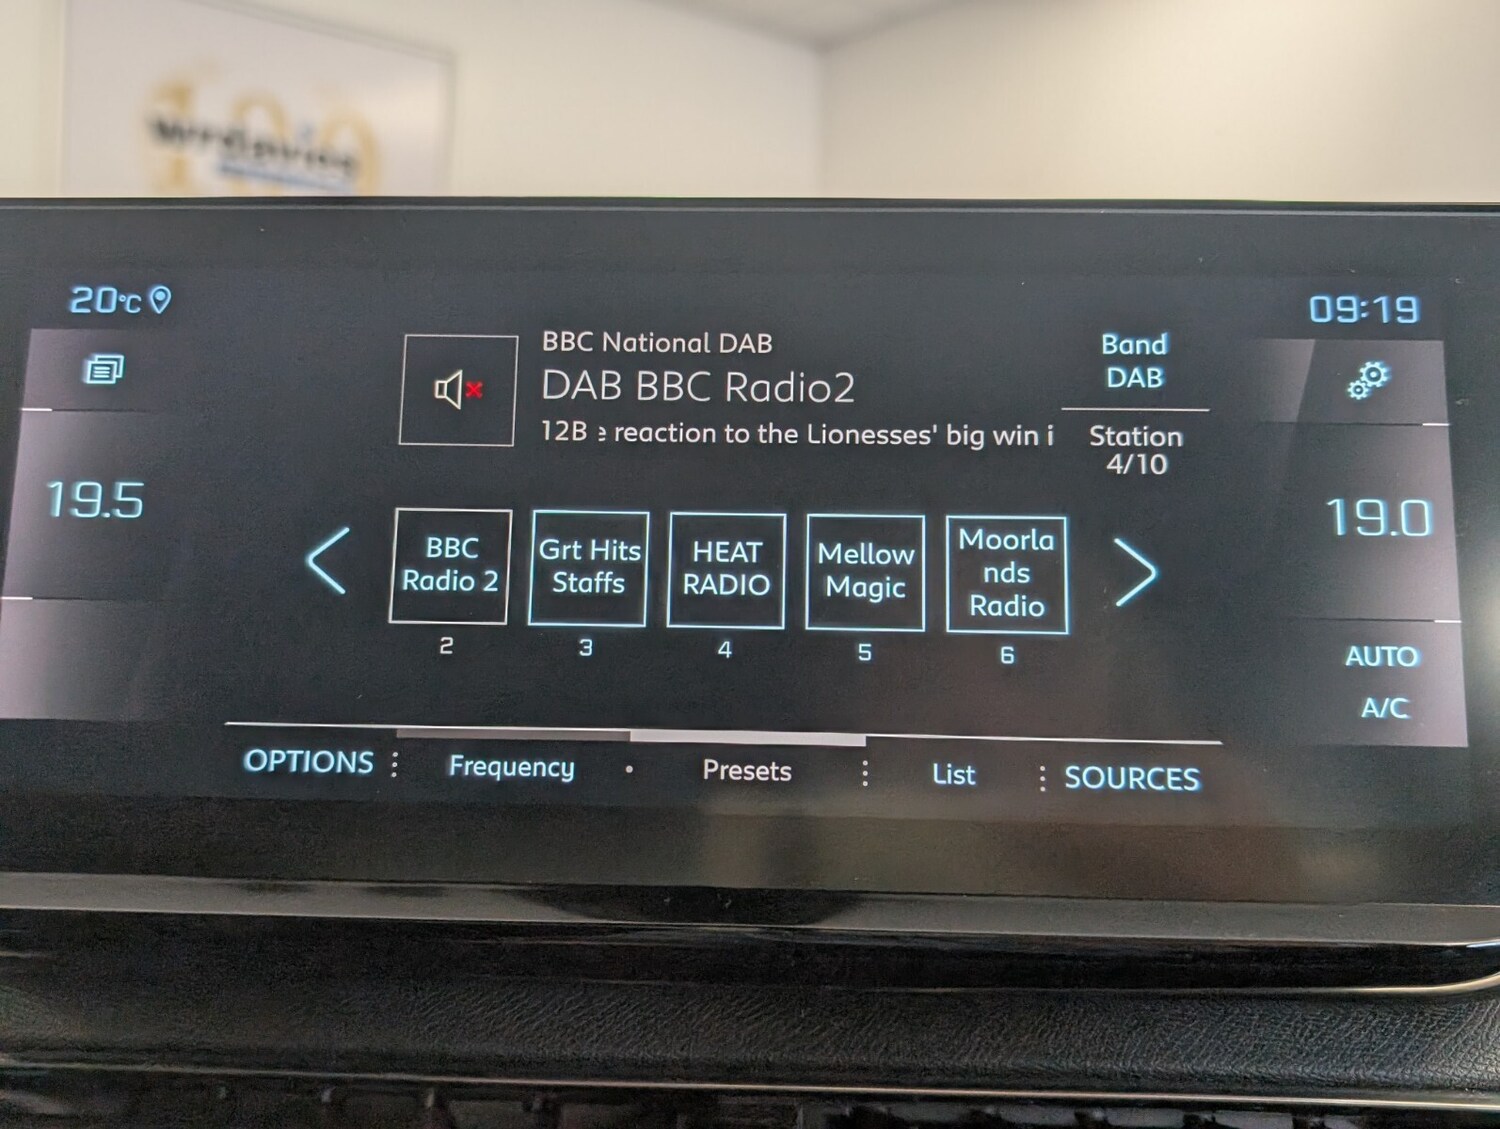 100
wrdavies
20°C
09:19
BBC National DAB
DAB BBC Radio2
12B e reaction to the Lionesses' big win i
Band
DAB
Station
4/10
19.5
19.0
BBC
Radio 2
2
Grt Hits
Staffs
3
HEAT
RADIO
4
Mellow
Magic
5
Moorla
nds
Radio
6
AUTO
A/C
OPTIONS
Frequency
Presets
List
SOURCES